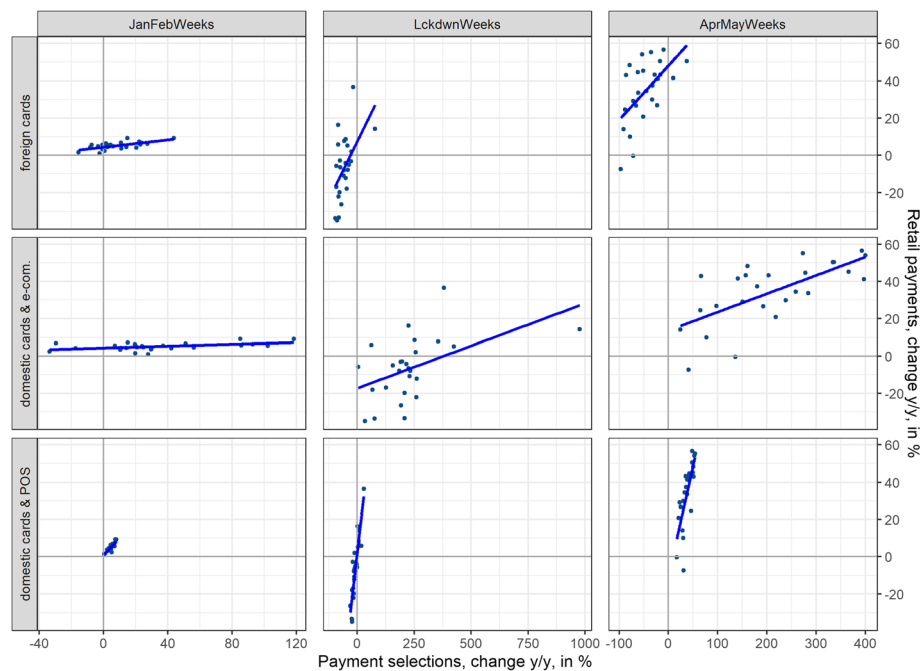 JanFebWeeks LckdwnWeeks AprMayWeeks
foreign cards
60
40
20
0
-20
domestic cards & e-com.
60
40
20
0
-20
domestic cards & POS
60
40
20
0
-20
Retail payments, change y/y, in %
-40 0 40 80 120 0 250 500 750 1000 -100 0 100 200 300 400
Payment selections, change y/y, in %